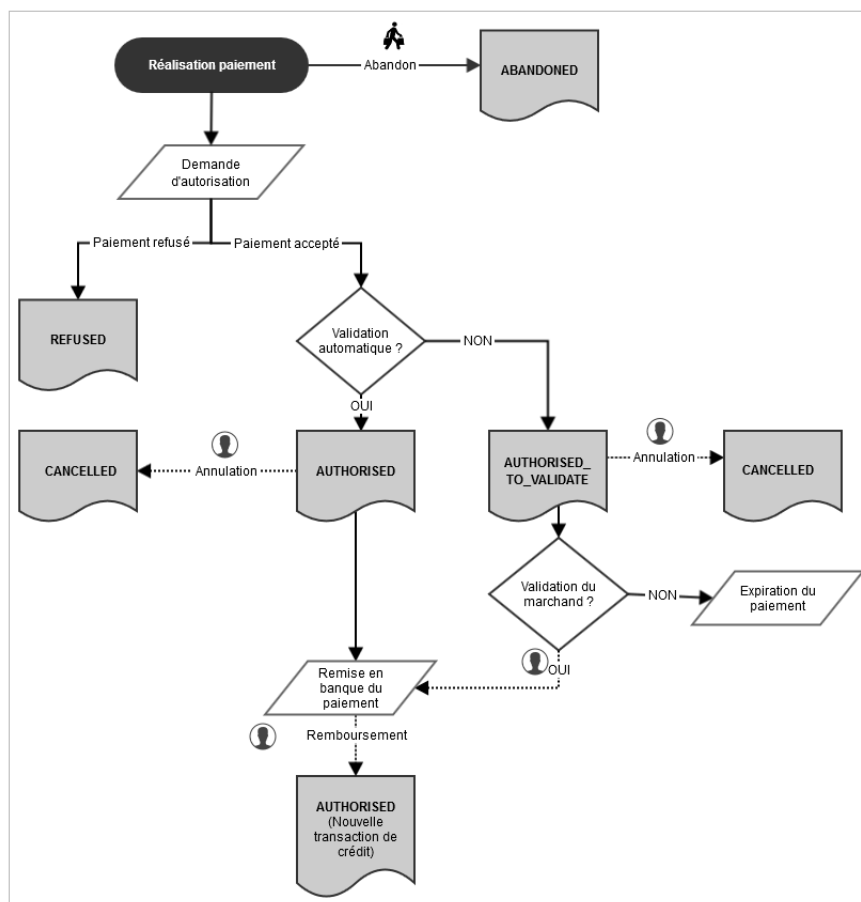 Réalisation paiement
Abandon
ABANDONED
Demande
d'autorisation
Paiement refusé
Paiement accepté
REFUSED
Validation
automatique ?
NON
OUI
CANCELLED
Annulation
AUTHORISED
AUTHORISED_
TO_VALIDATE
Annulation
CANCELLED
Validation du
marchand ?
NON
Expiration du
paiement
OUI
Remise en
banque du
paiement
Remboursement
AUTHORISED
(Nouvelle
transaction de
crédit)